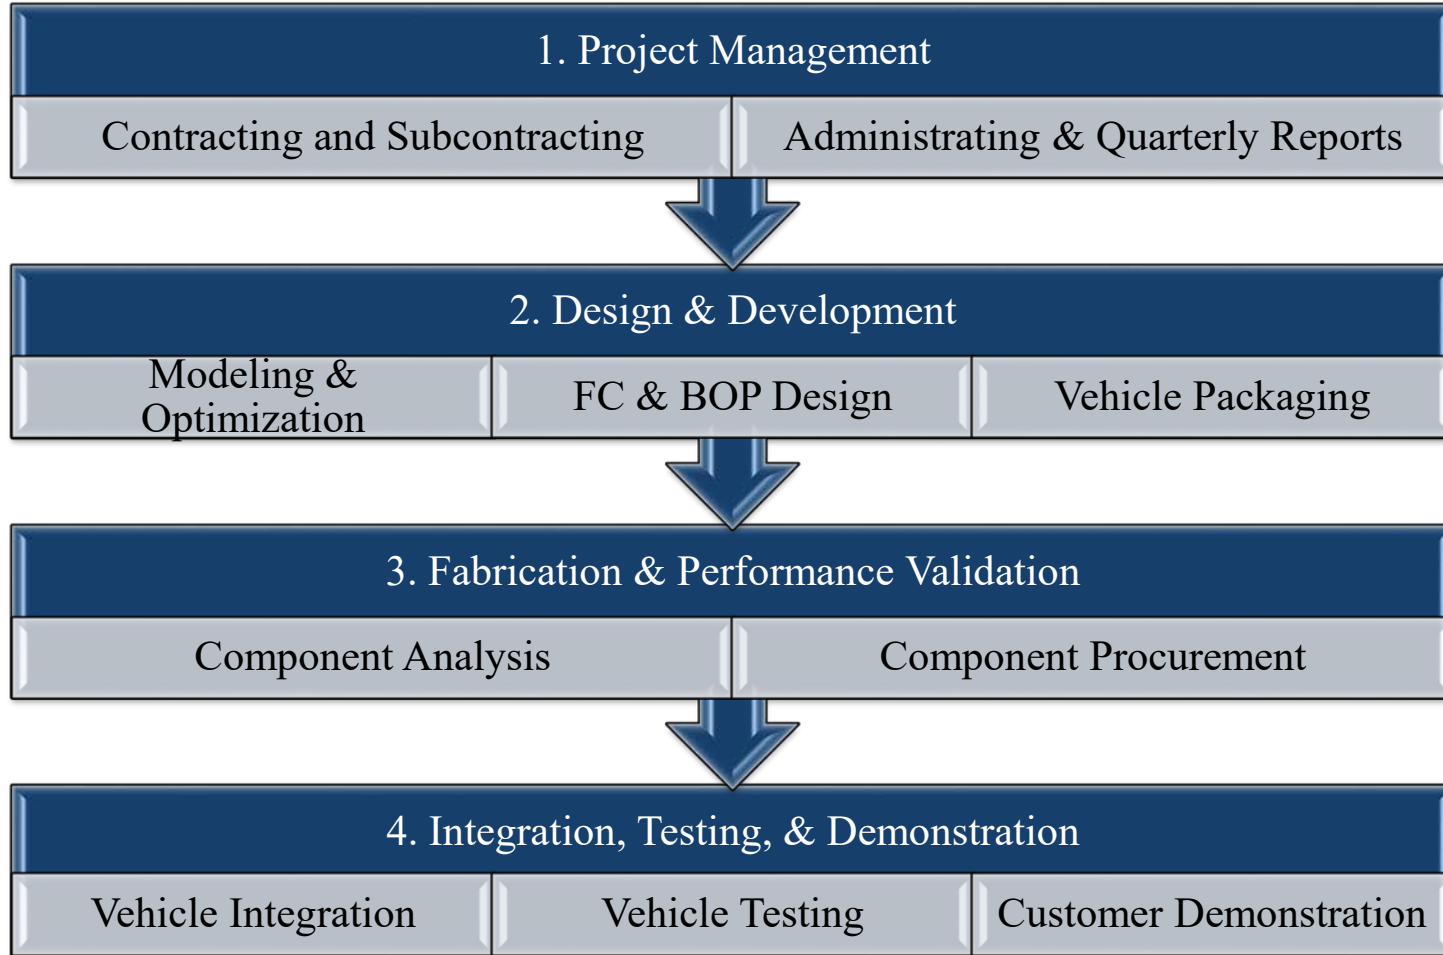 1. Project Management
Contracting and Subcontracting
Administrating & Quarterly Reports
2. Design & Development
Modeling &
Optimization
FC & BOP Design
Vehicle Packaging
3. Fabrication & Performance Validation
Component Analysis
Component Procurement
4. Integration, Testing, & Demonstration
Vehicle Integration
Vehicle Testing
Customer Demonstration